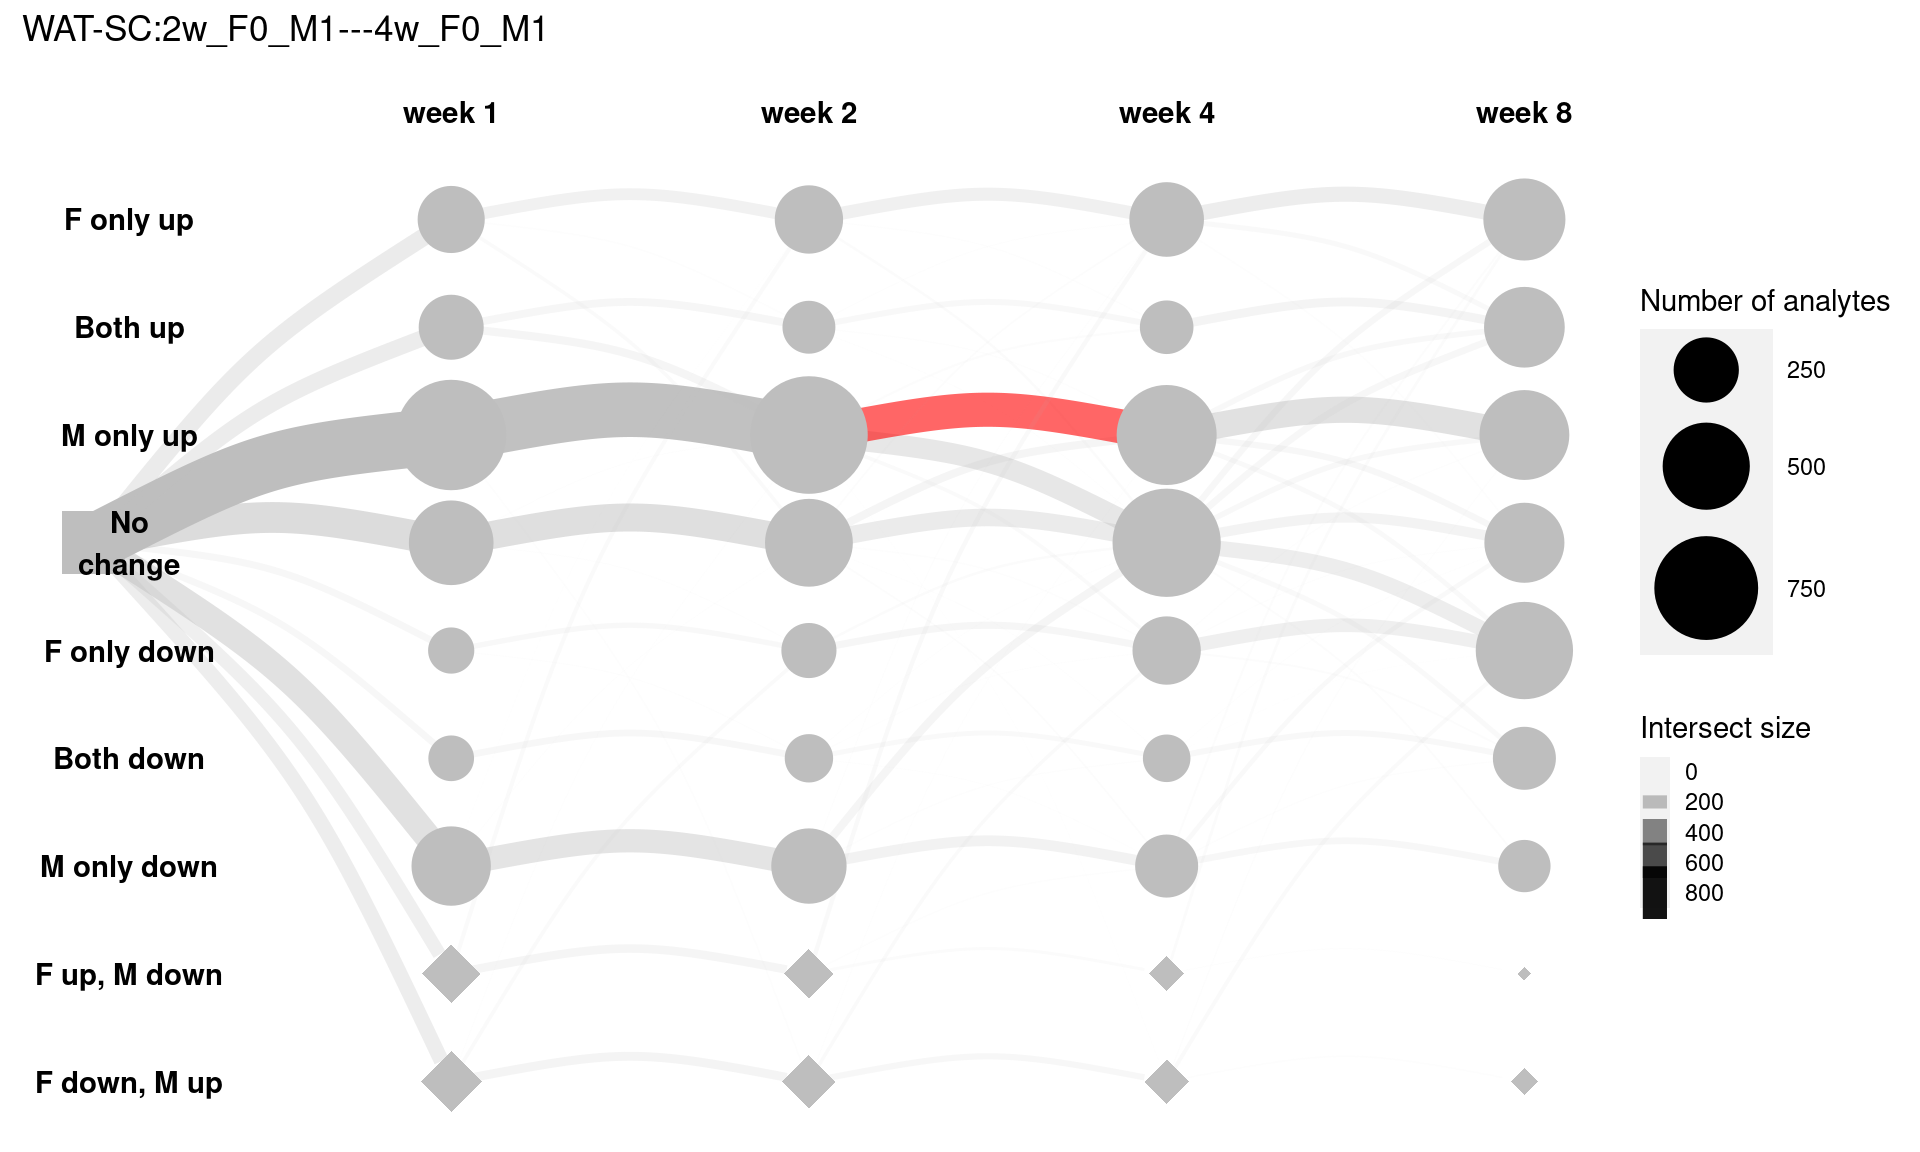 WAT-SC:2w_F0_M1---4w_F0_M1
week 1
week 2
week 4
week 8
F only up
Both up
M only up
No
change
F only down
Both down
M only down
F up, M down
F down, M up
Number of analytes
250
500
750
Intersect size
0
200
400
600
800